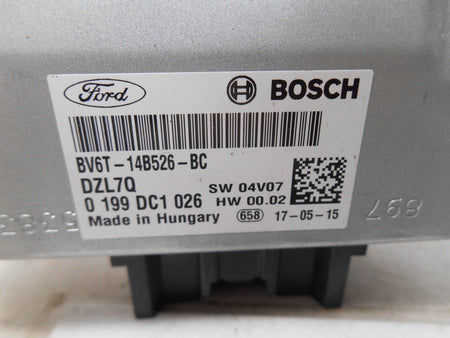 Ford
BOSCH
BV6T-14B526-BC
DZL7Q
0 199 DC1 026
SW 04V07
HW 00.02
Made in Hungary
658
17-05-15